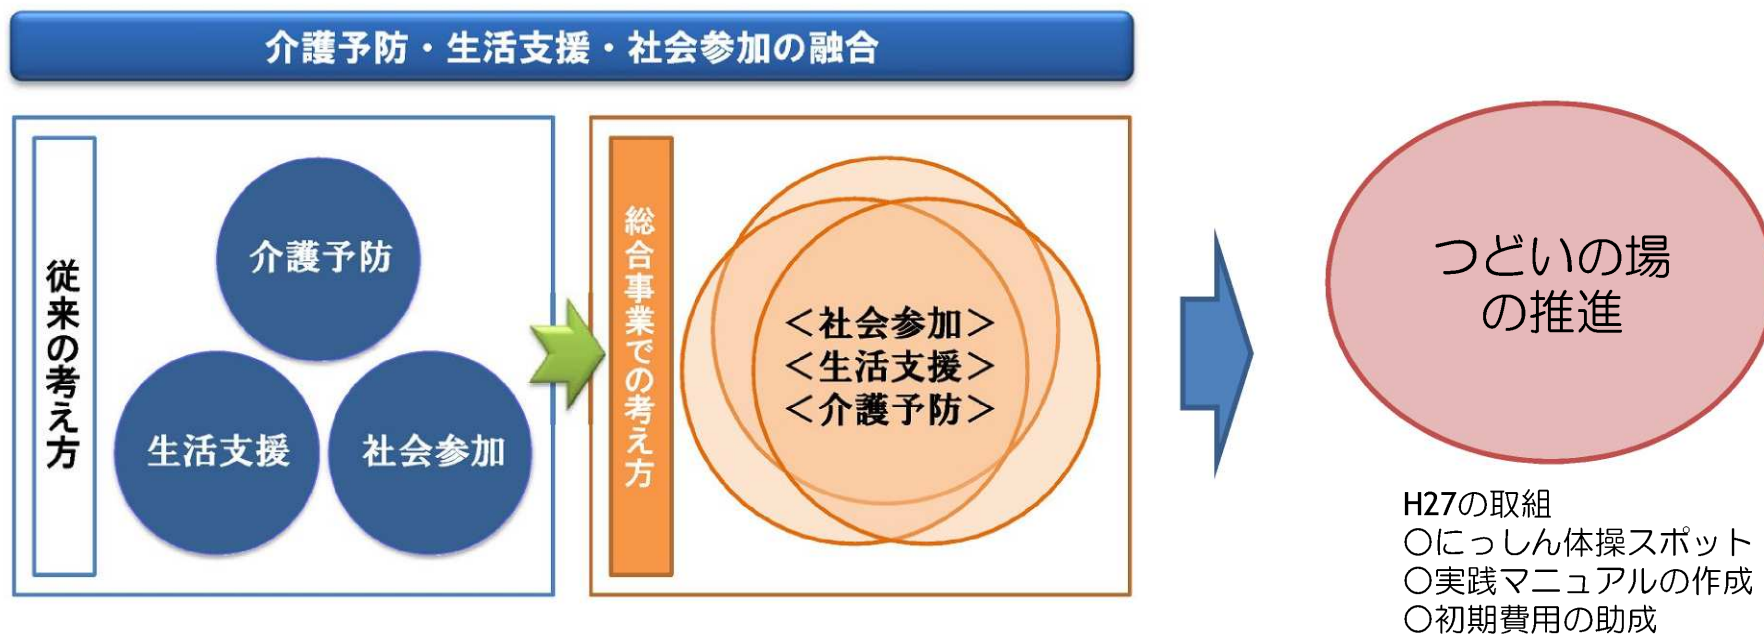 介護予防・生活支援・社会参加の融合
従来の考え方
介護予防
生活支援
社会参加
総合事業での考え方
＜社会参加＞
＜生活支援＞
＜介護予防＞
つどいの場
の推進
H27の取組
○にっしん体操スポット
○実践マニュアルの作成
○初期費用の助成